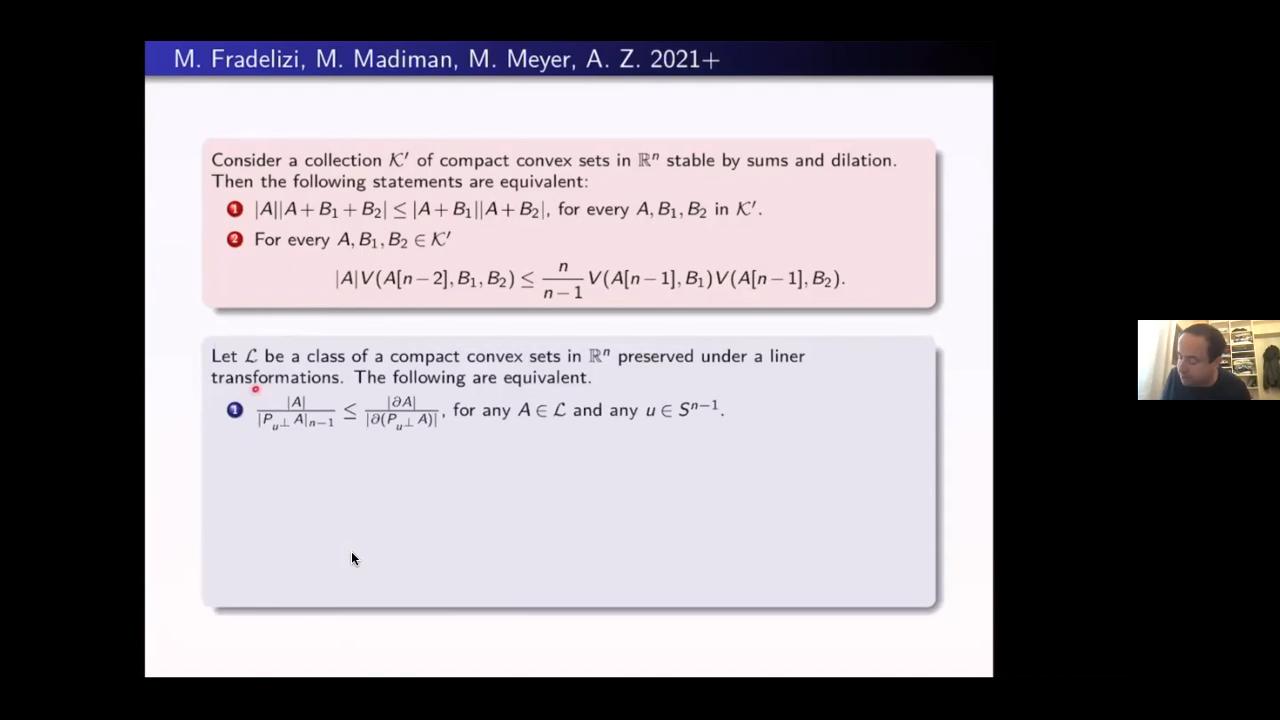 M. Fradelizi, M. Madiman, M. Meyer, A. Z. 2021+
Consider a collection 𝒦′ of compact convex sets in ℝⁿ stable by sums and dilation.
Then the following statements are equivalent:
1 |A||A + B₁ + B₂| ≤ |A + B₁||A + B₂|, for every A, B₁, B₂ in 𝒦′.
2 For every A, B₁, B₂ ∈ 𝒦′
|A|V(A[n − 2], B₁, B₂) ≤ n/(n−1) V(A[n − 1], B₁)V(A[n − 1], B₂).
Let ℒ be a class of a compact convex sets in ℝⁿ preserved under a liner
transformations. The following are equivalent.
1 |A|/|P_{u⊥}A|_{n−1} ≤ |∂A|/|∂(P_{u⊥}A)|, for any A ∈ ℒ and any u ∈ Sⁿ⁻¹.